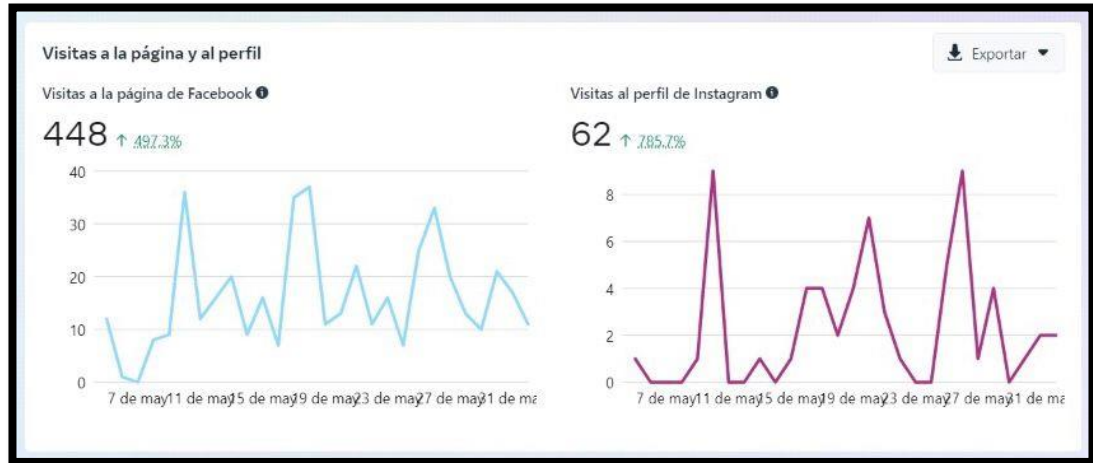 Visitas a la página y al perfil
Exportar
Visitas a la página de Facebook
448 ↑ 497.3%
40
30
20
10
0
7 de may 11 de may 15 de may 19 de may 23 de may 27 de may 31 de ma
Visitas al perfil de Instagram
62 ↑ 785.7%
8
6
4
2
0
7 de may 11 de may 15 de may 19 de may 23 de may 27 de may 31 de ma